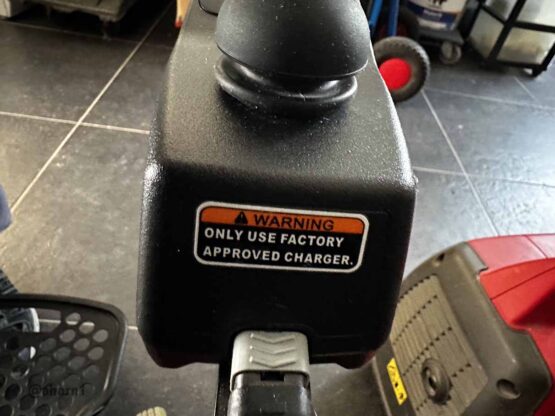 WARNING
ONLY USE FACTORY
APPROVED CHARGER.